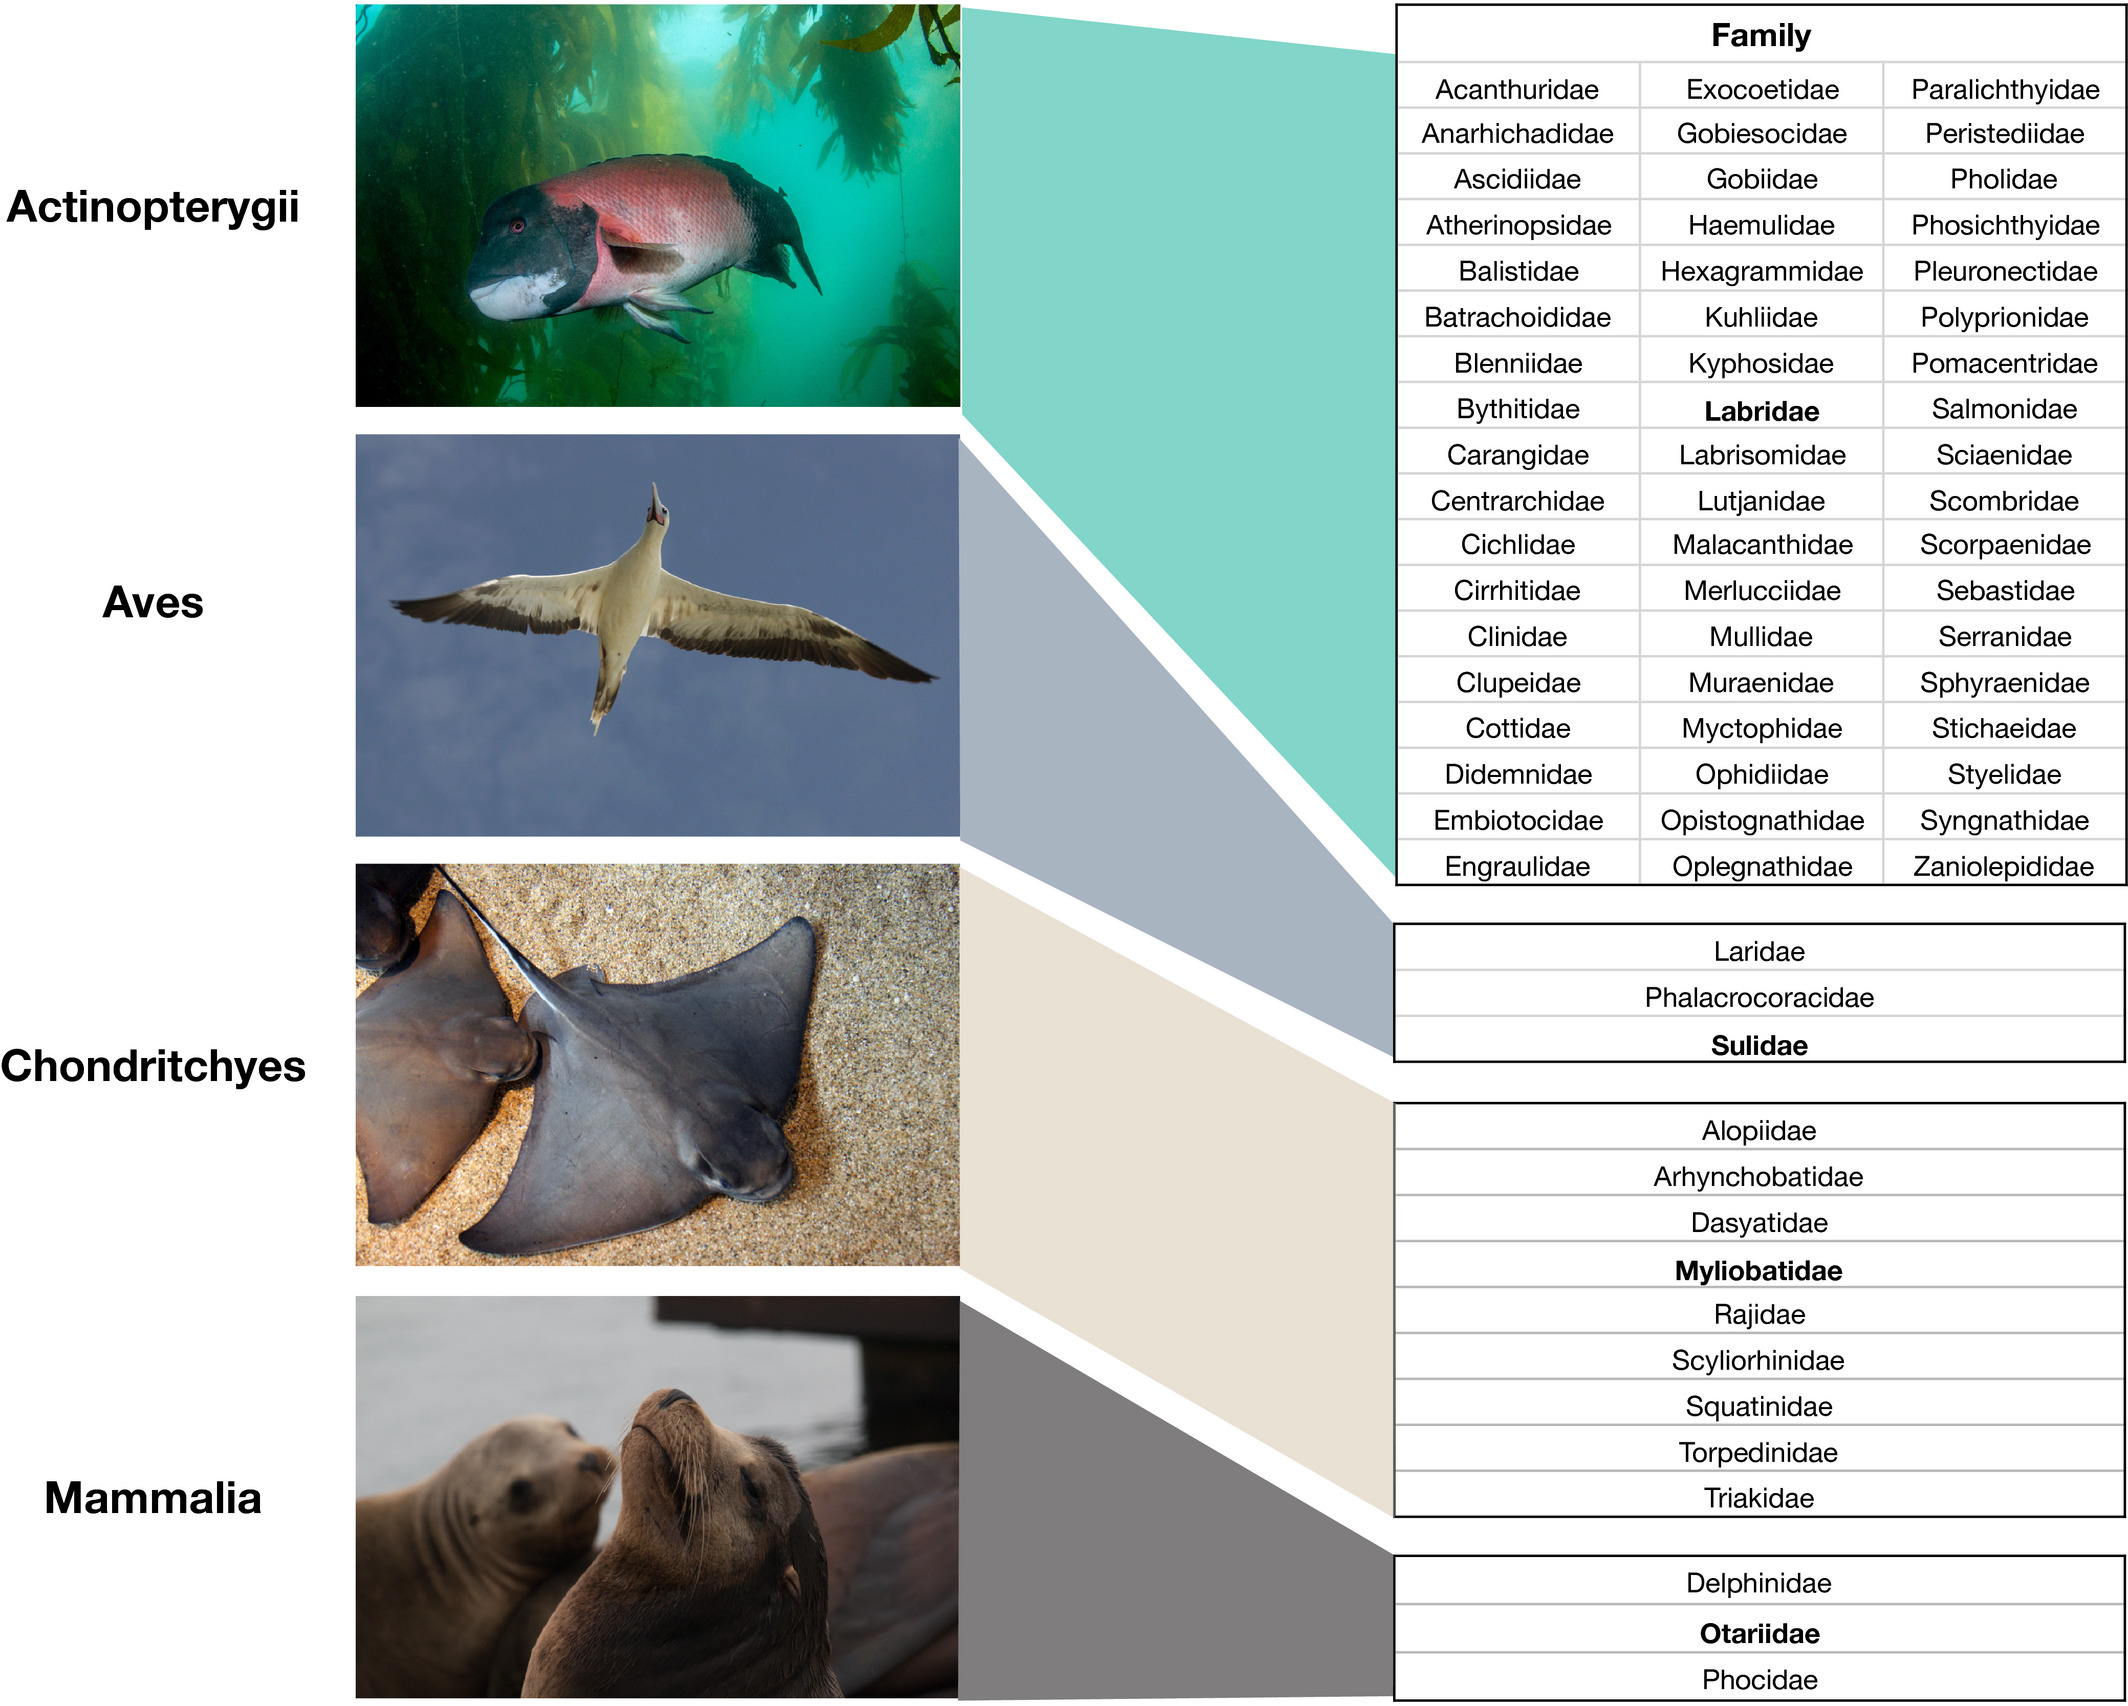 Family
Acanthuridae Exocoetidae Paralichthyidae
Anarhichadidae Gobiesocidae Peristediidae
Ascidiidae Gobiidae Pholidae
Actinopterygii
Atherinopsidae Haemulidae Phosichthyidae
Balistidae Hexagrammidae Pleuronectidae
Batrachoididae Kuhliidae Polyprionidae
Blenniidae Kyphosidae Pomacentridae
Bythitidae Labridae Salmonidae
Carangidae Labrisomidae Sciaenidae
Centrarchidae Lutjanidae Scombridae
Cichlidae Malacanthidae Scorpaenidae
Cirrhitidae Merlucciidae Sebastidae
Aves
Clinidae Mullidae Serranidae
Clupeidae Muraenidae Sphyraenidae
Cottidae Myctophidae Stichaeidae
Didemnidae Ophidiidae Styelidae
Embiotocidae Opistognathidae Syngnathidae
Engraulidae Oplegnathidae Zaniolepididae
Laridae
Phalacrocoracidae
Sulidae
Chondritchyes
Alopiidae
Arhynchobatidae
Dasyatidae
Myliobatidae
Rajidae
Scyliorhinidae
Squatinidae
Torpedinidae
Triakidae
Mammalia
Delphinidae
Otariidae
Phocidae